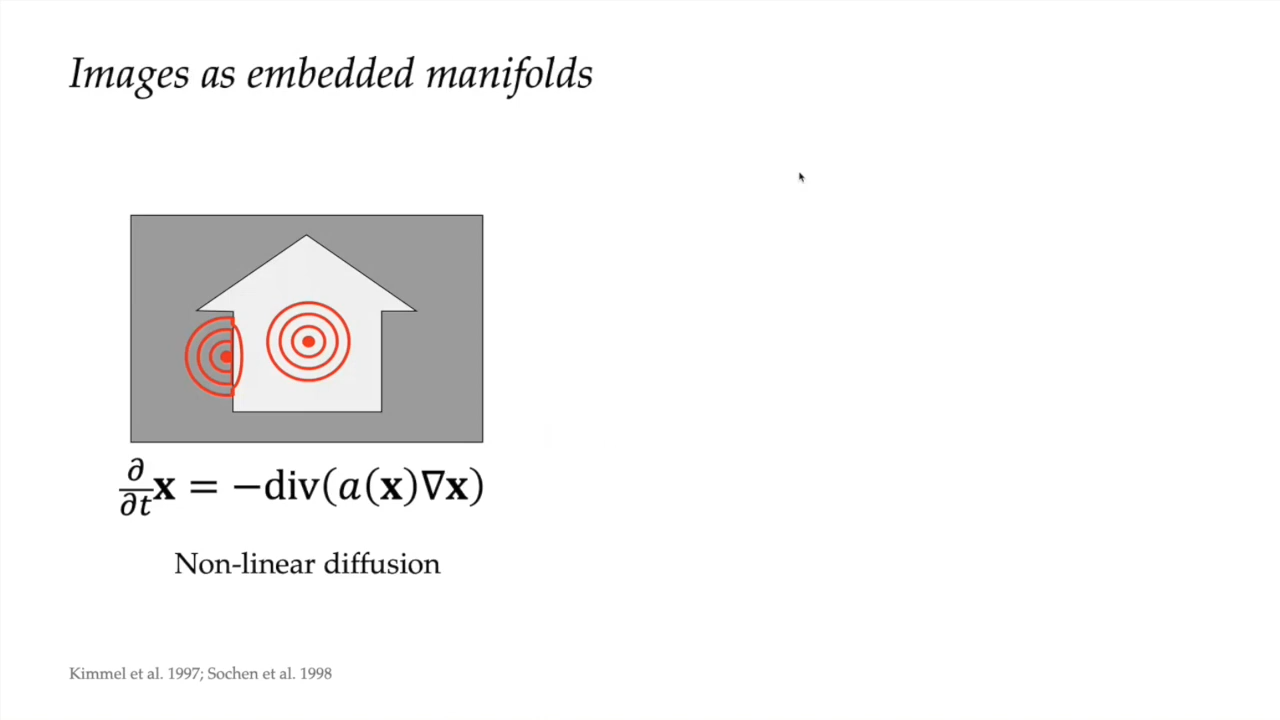 Images as embedded manifolds
∂/∂t 𝐱 = −div(𝑎(𝐱)∇𝐱)
Non-linear diffusion
Kimmel et al. 1997; Sochen et al. 1998